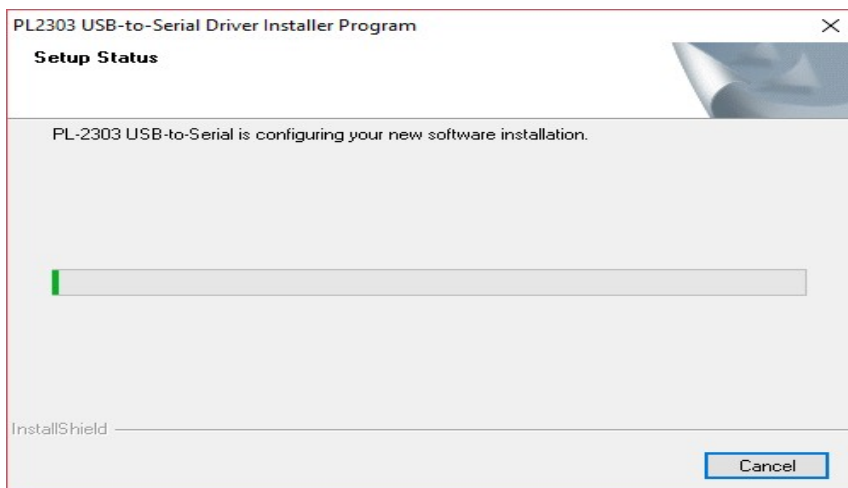 PL2303 USB-to-Serial Driver Installer Program
Setup Status
PL-2303 USB-to-Serial is configuring your new software installation.
InstallShield
Cancel